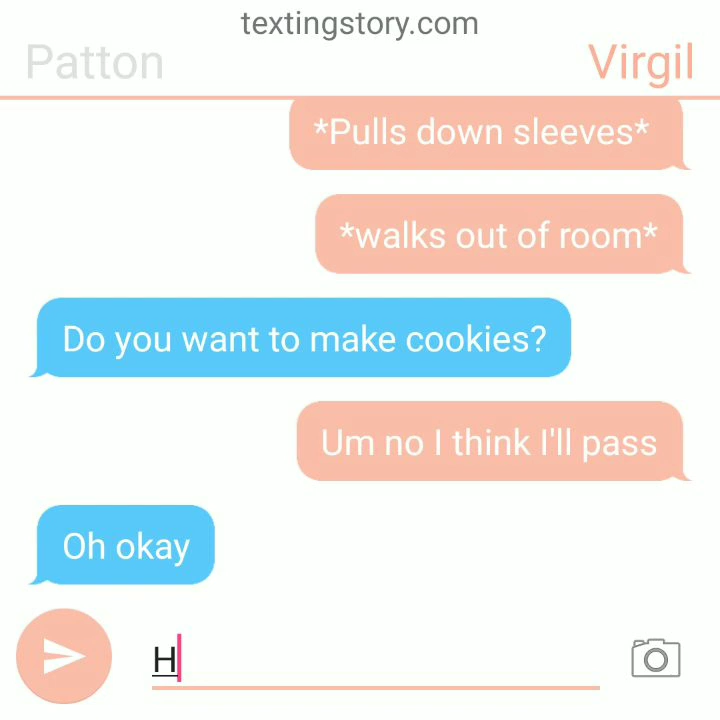 textingstory.com
Patton
Virgil
*Pulls down sleeves*
*walks out of room*
Do you want to make cookies?
Um no I think I'll pass
Oh okay
H